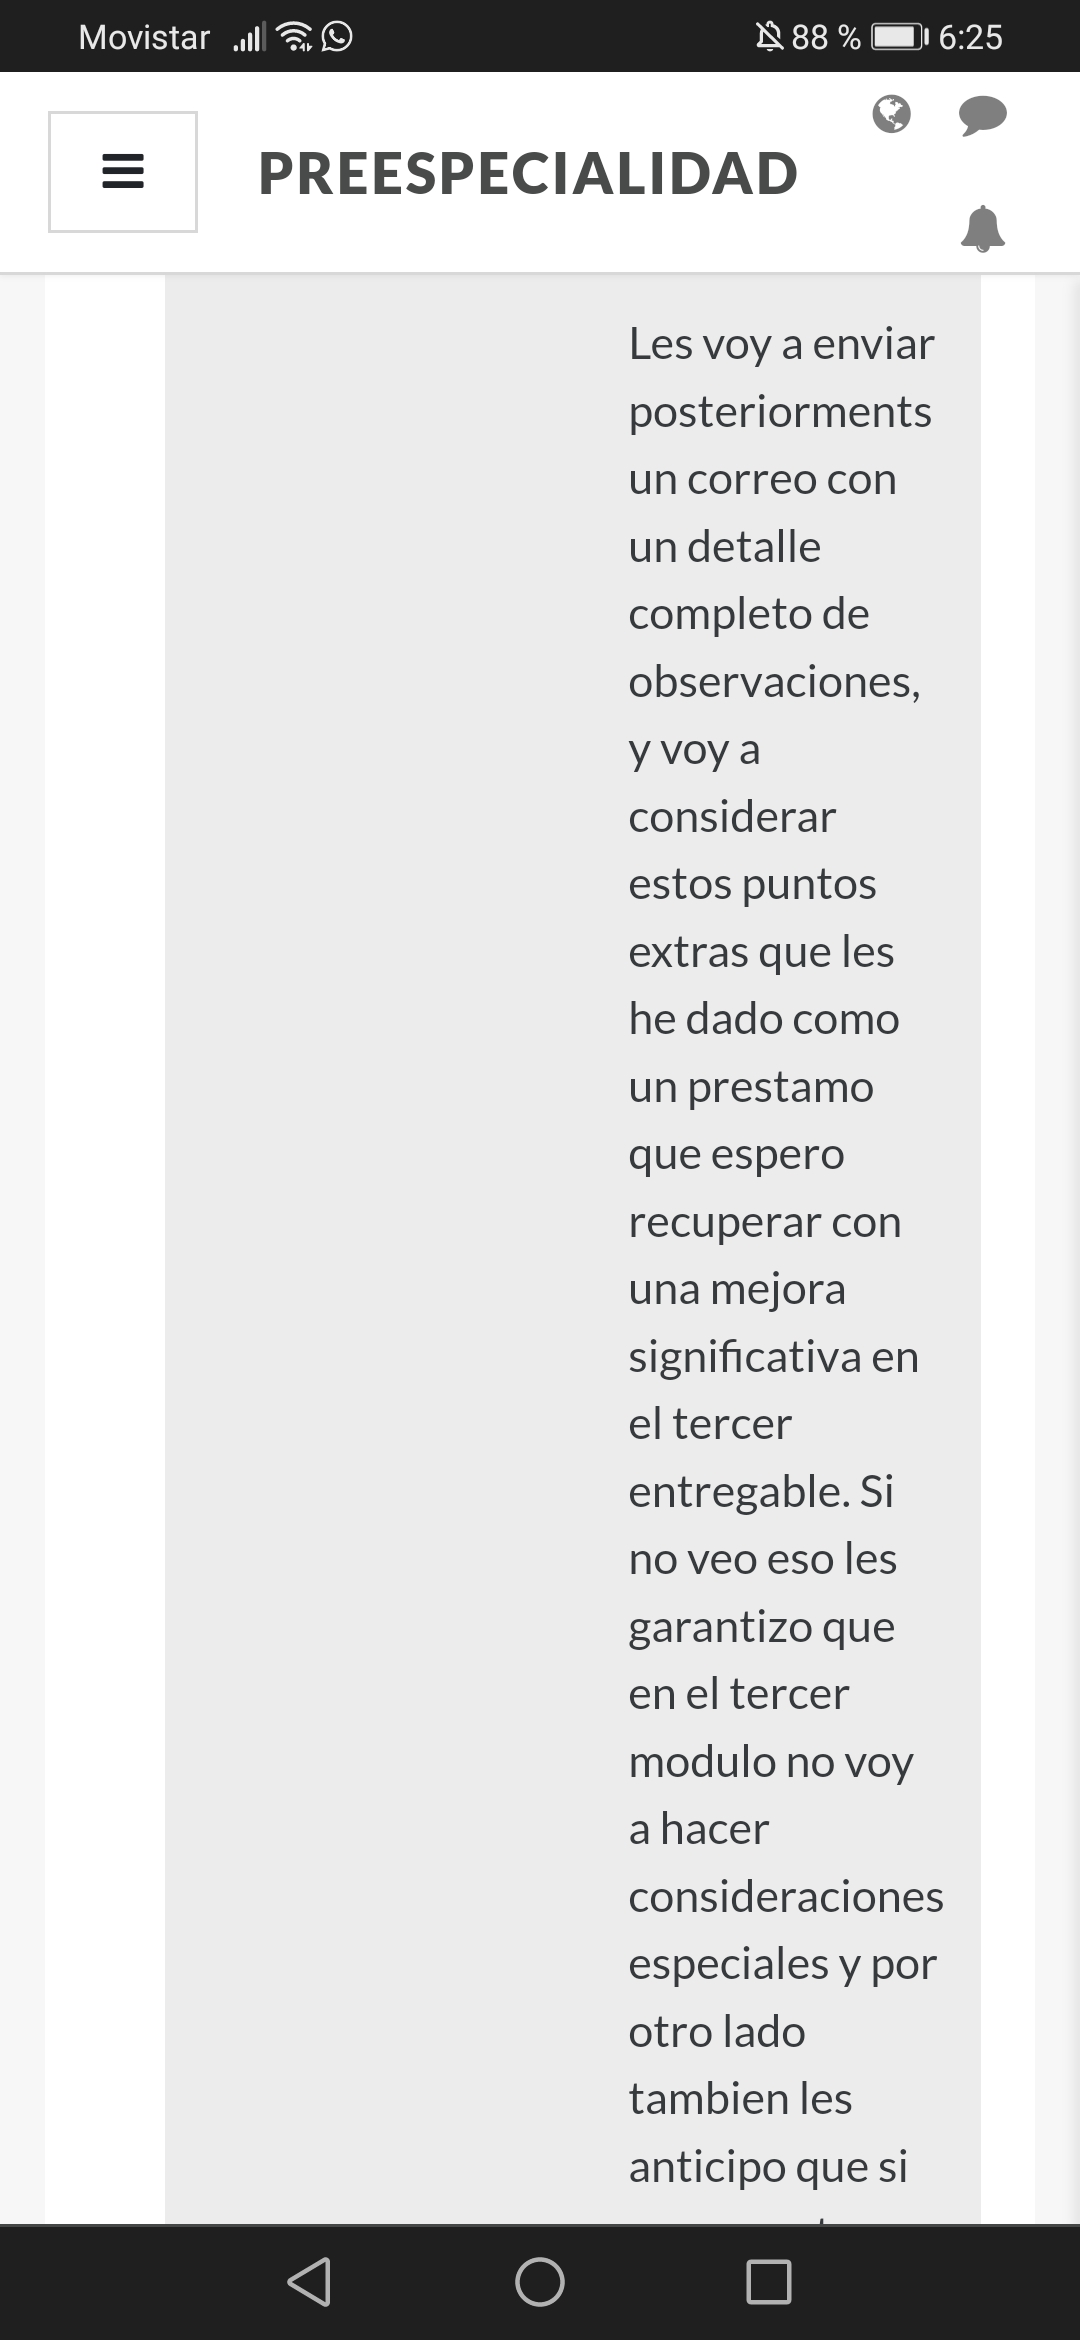 Movistar 88 % 6:25
PREESPECIALIDAD
Les voy a enviar
posteriorments
un correo con
un detalle
completo de
observaciones,
y voy a
considerar
estos puntos
extras que les
he dado como
un prestamo
que espero
recuperar con
una mejora
significativa en
el tercer
entregable. Si
no veo eso les
garantizo que
en el tercer
modulo no voy
a hacer
consideraciones
especiales y por
otro lado
tambien les
anticipo que si